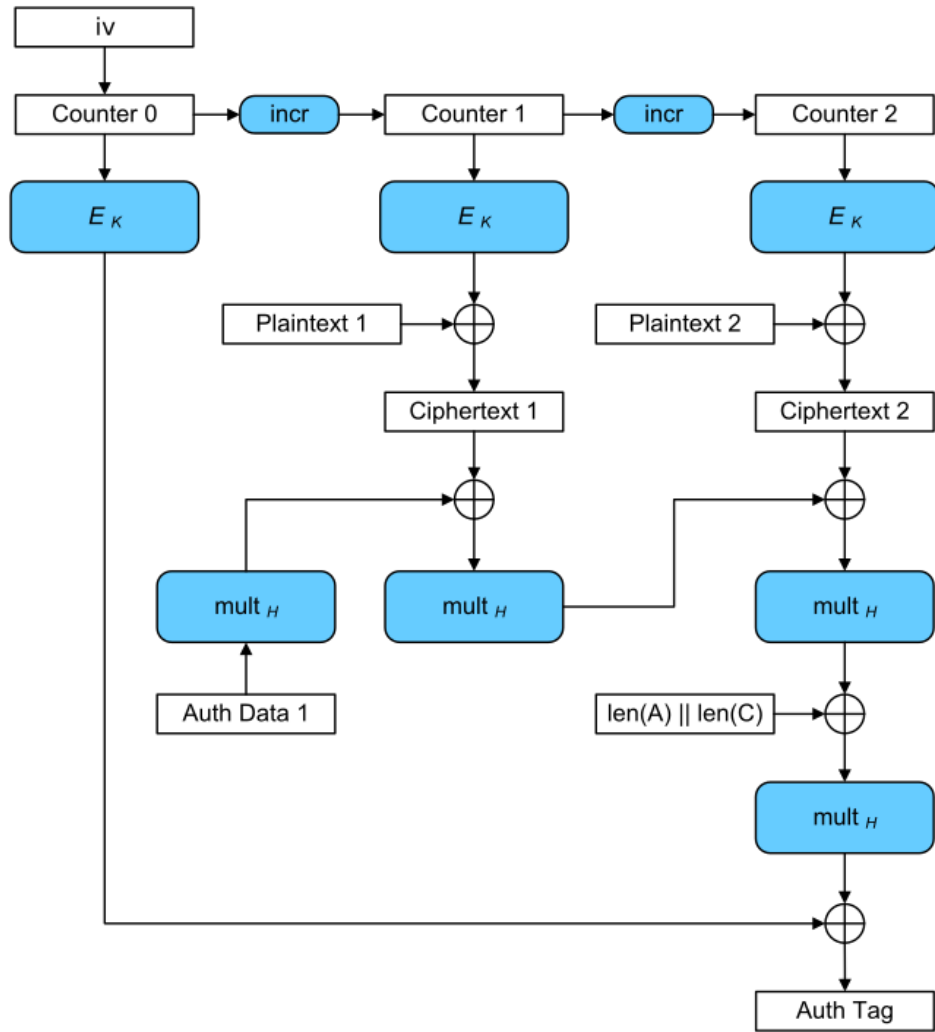 iv
Counter 0
incr
Counter 1
incr
Counter 2
E K
E K
E K
Plaintext 1
Plaintext 2
Ciphertext 1
Ciphertext 2
mult H
mult H
mult H
Auth Data 1
len(A) || len(C)
mult H
Auth Tag